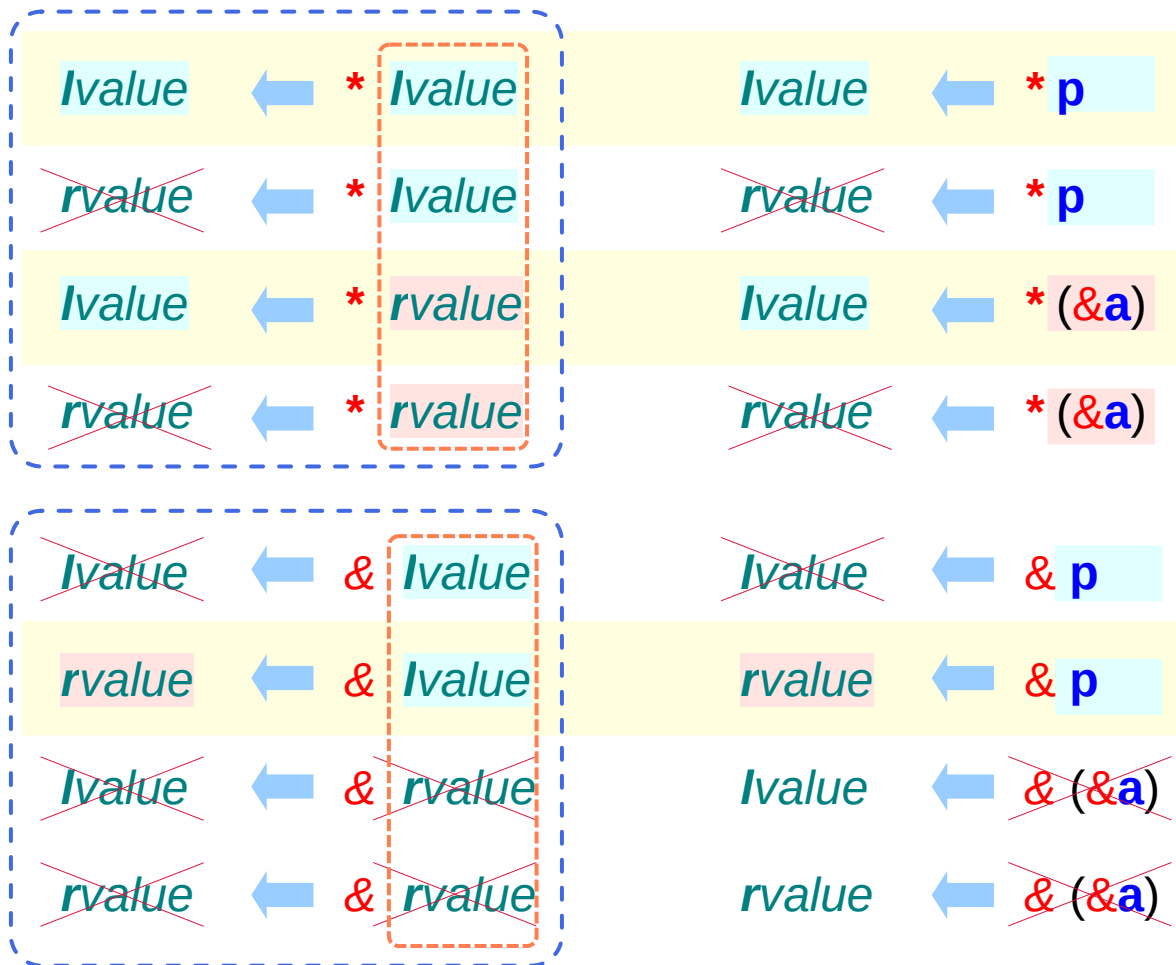 lvalue * lvalue lvalue * p
rvalue * lvalue rvalue * p
lvalue * rvalue lvalue * (&a)
rvalue * rvalue rvalue * (&a)
lvalue & lvalue lvalue & p
rvalue & lvalue rvalue & p
lvalue & rvalue lvalue & (&a)
rvalue & rvalue rvalue & (&a)